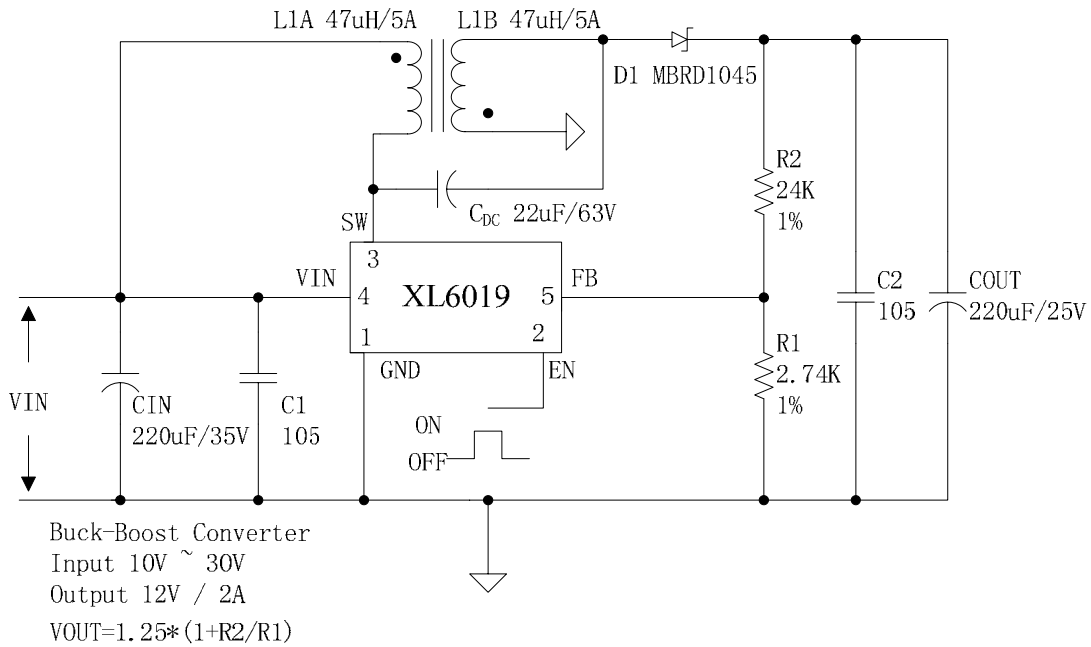 L1A 47uH/5A
L1B 47uH/5A
D1 MBRD1045
R2
24K
1%
CDC 22uF/63V
SW
3
VIN
4
XL6019
5
FB
1
2
GND
EN
C2
105
COUT
220uF/25V
R1
2.74K
1%
VIN
CIN
220uF/35V
C1
105
ON
OFF
Buck-Boost Converter
Input 10V ~ 30V
Output 12V / 2A
VOUT=1.25*(1+R2/R1)